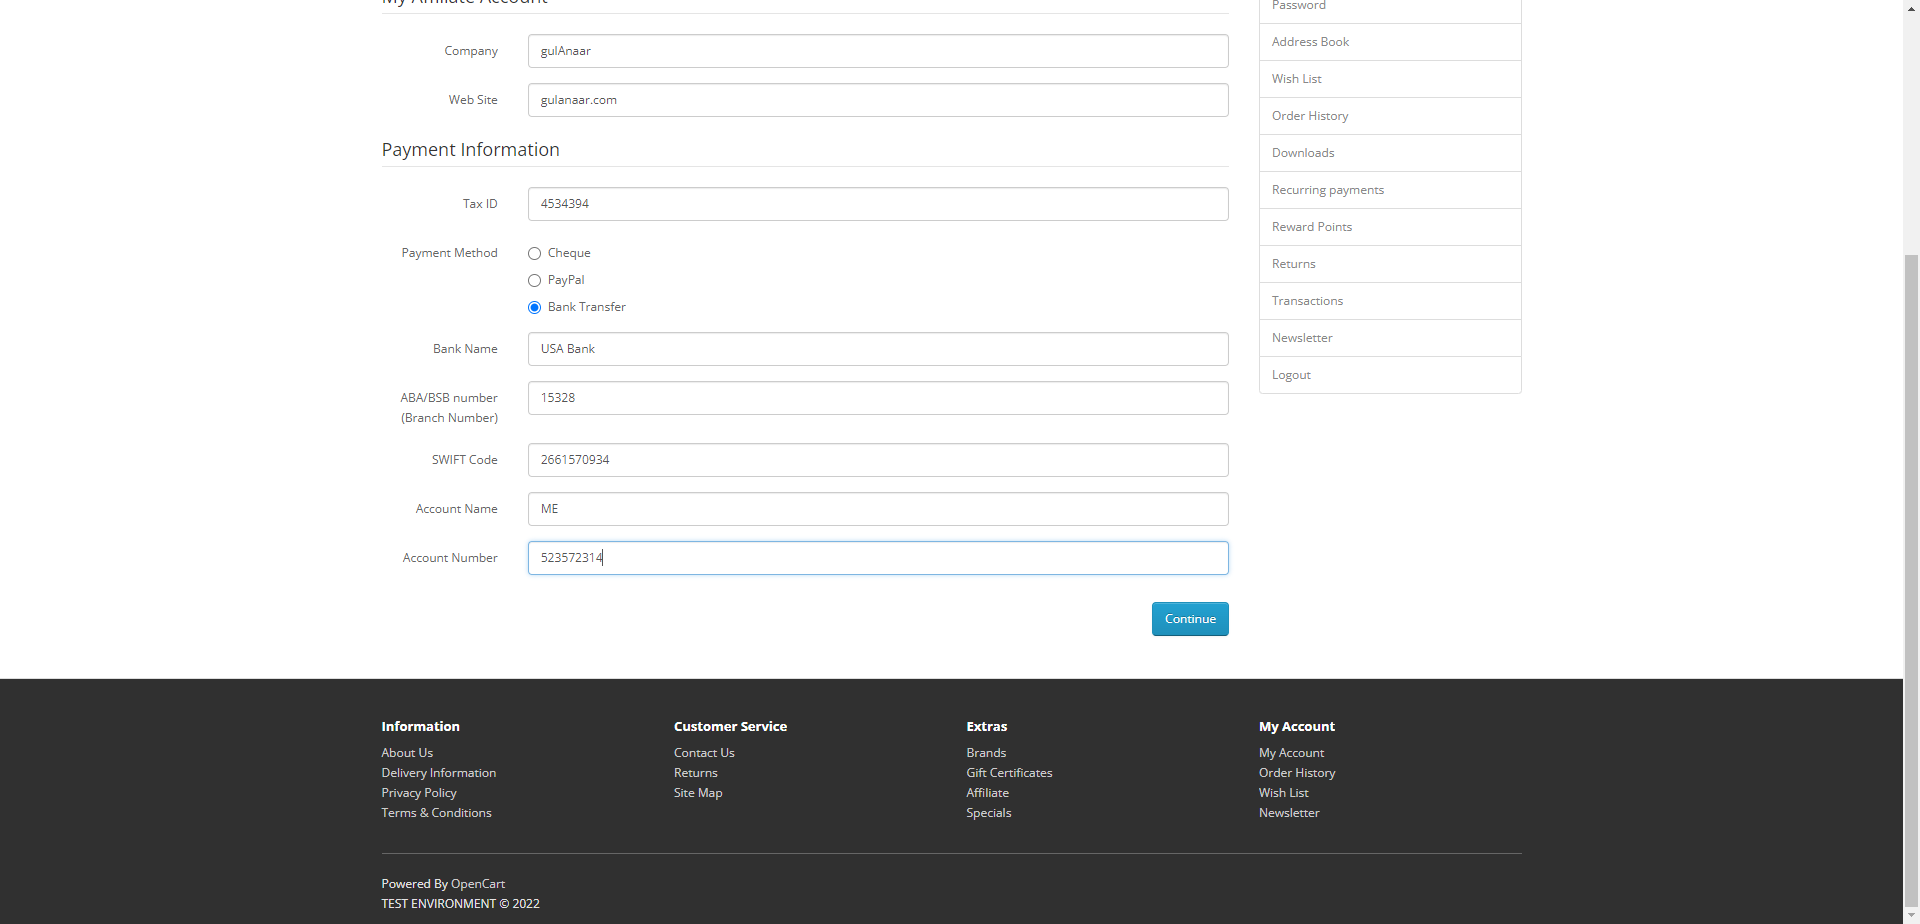 My Affiliate Account
Company
gulAnaar
Web Site
gulanaar.com
Payment Information
Tax ID
4534394
Payment Method
Cheque
PayPal
Bank Transfer
Bank Name
USA Bank
ABA/BSB number
(Branch Number)
15328
SWIFT Code
2661570934
Account Name
ME
Account Number
523572314
Continue
Password
Address Book
Wish List
Order History
Downloads
Recurring payments
Reward Points
Returns
Transactions
Newsletter
Logout
Information
About Us
Delivery Information
Privacy Policy
Terms & Conditions
Customer Service
Contact Us
Returns
Site Map
Extras
Brands
Gift Certificates
Affiliate
Specials
My Account
My Account
Order History
Wish List
Newsletter
Powered By OpenCart
TEST ENVIRONMENT © 2022